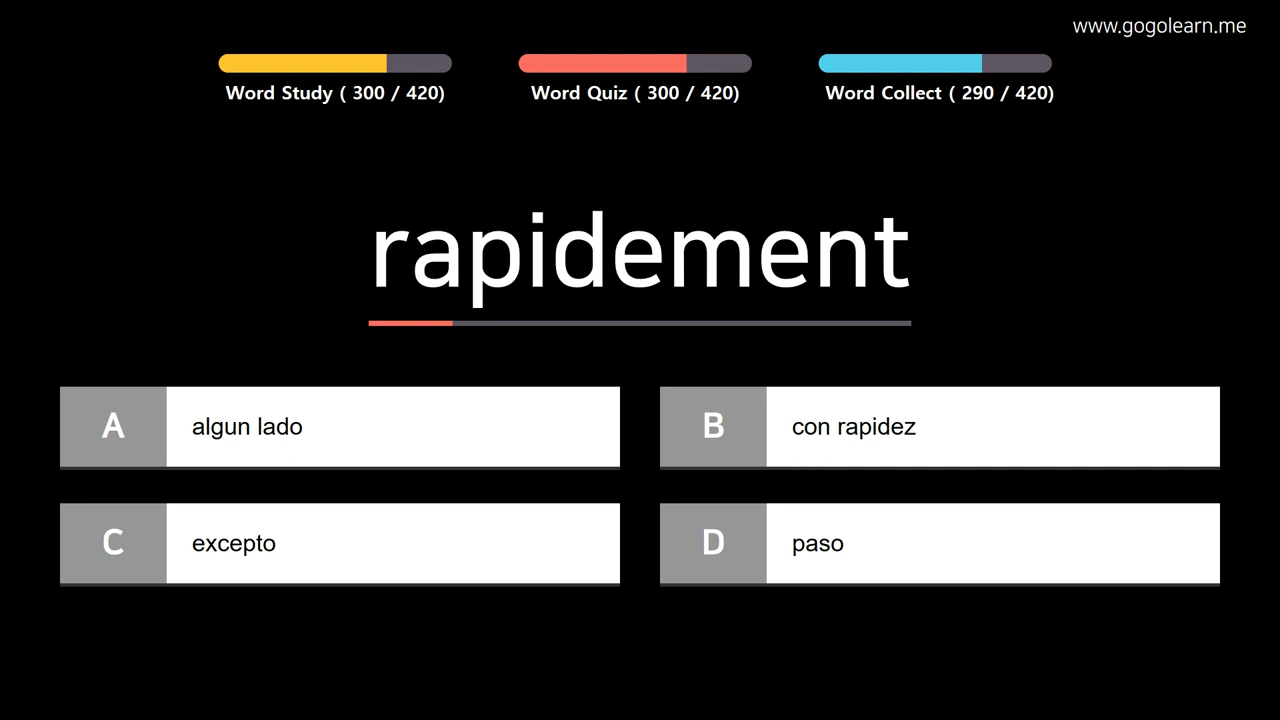 www.gogolearn.me
Word Study ( 300 / 420)
Word Quiz ( 300 / 420)
Word Collect ( 290 / 420)
rapidement
A algun lado
B con rapidez
C excepto
D paso